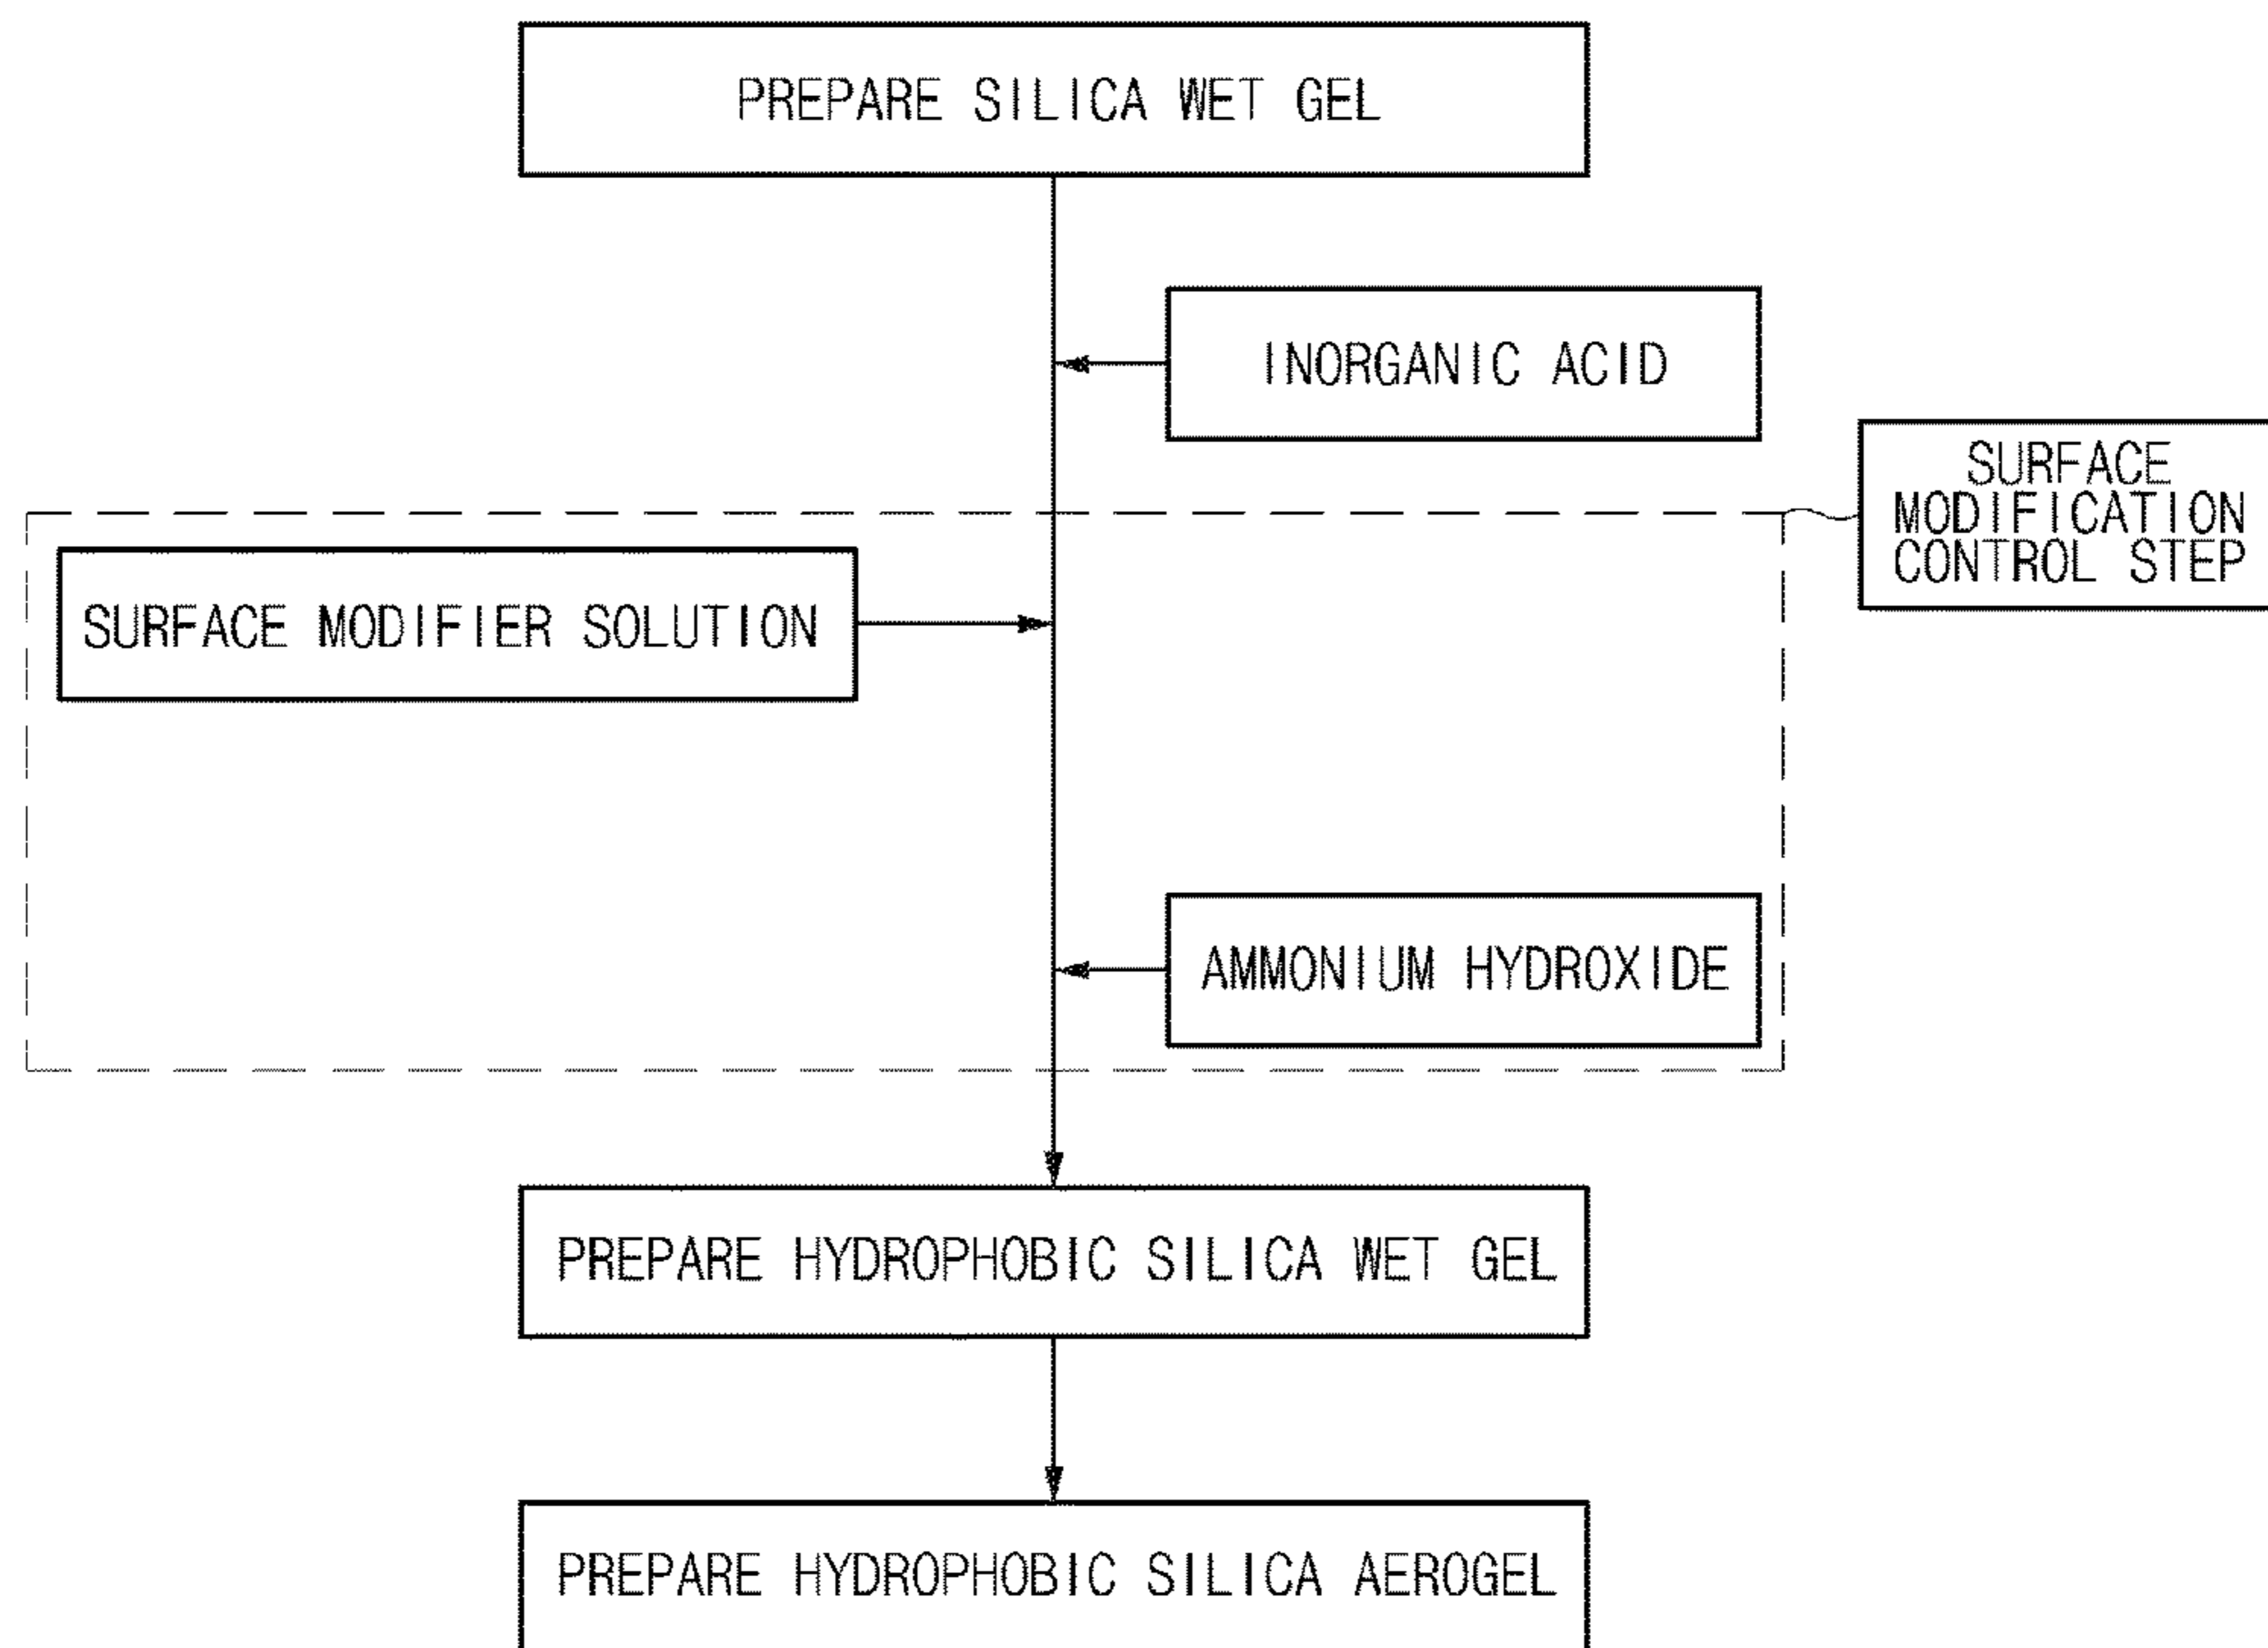 PREPARE SILICA WET GEL
INORGANIC ACID
SURFACE
MODIFICATION
CONTROL STEP
SURFACE MODIFIER SOLUTION
AMMONIUM HYDROXIDE
PREPARE HYDROPHOBIC SILICA WET GEL
PREPARE HYDROPHOBIC SILICA AEROGEL